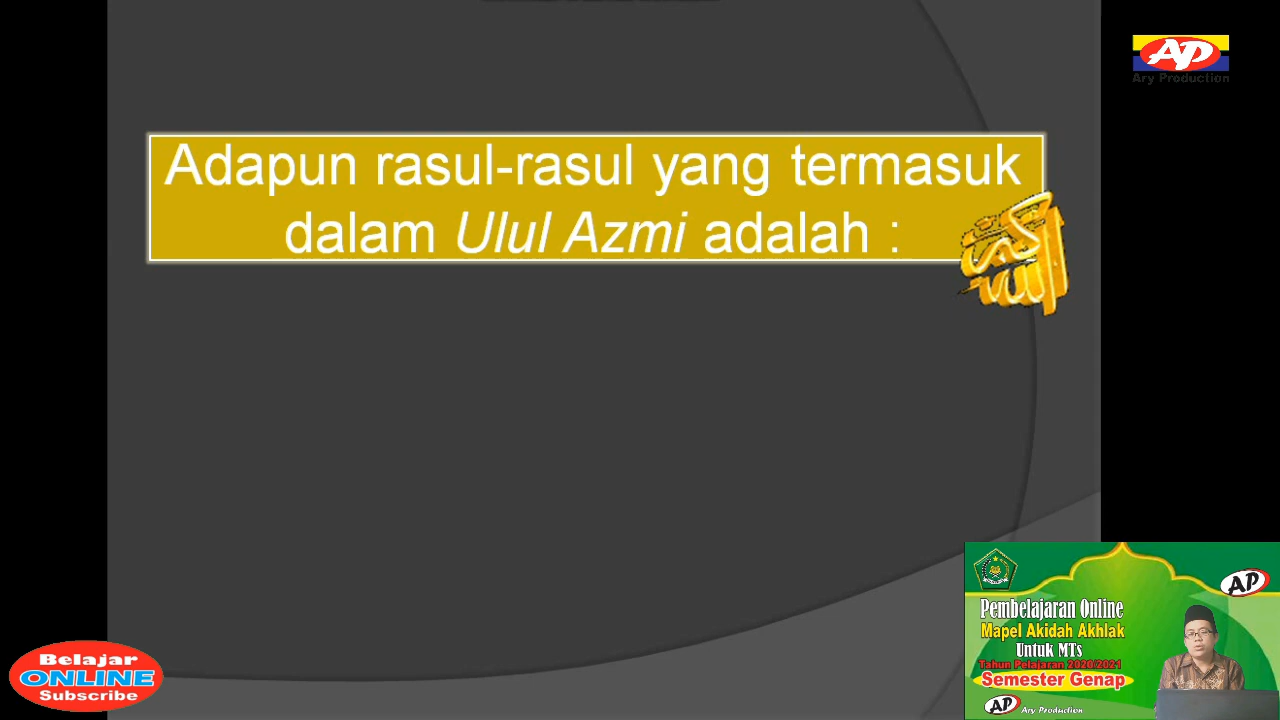 AP
Ary Production
Adapun rasul-rasul yang termasuk
dalam Ulul Azmi adalah :
Belajar
ONLINE
Subscribe
AP
Pembelajaran Online
Mapel Akidah Akhlak
Untuk MTs
Tahun Pelajaran 2020/2021
Semester Genap
AP Ary Production